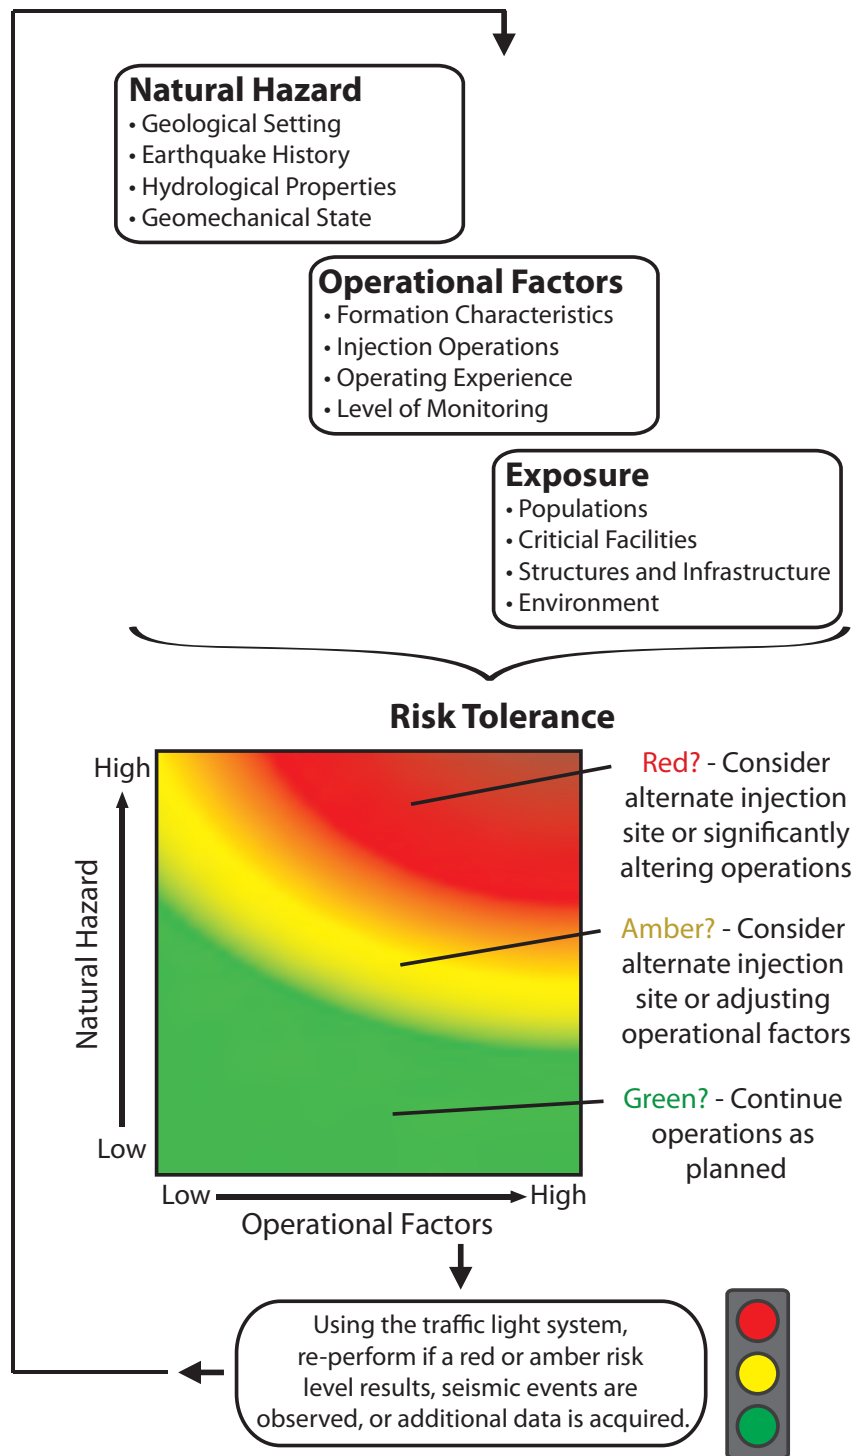 Natural Hazard
• Geological Setting
• Earthquake History
• Hydrological Properties
• Geomechanical State
Operational Factors
• Formation Characteristics
• Injection Operations
• Operating Experience
• Level of Monitoring
Exposure
• Populations
• Criticial Facilities
• Structures and Infrastructure
• Environment
Risk Tolerance
High
Natural Hazard
Low
Low
High
Operational Factors
Red? - Consider
alternate injection
site or significantly
altering operations
Amber? - Consider
alternate injection
site or adjusting
operational factors
Green? - Continue
operations as
planned
Using the traffic light system,
re-perform if a red or amber risk
level results, seismic events are
observed, or additional data is acquired.